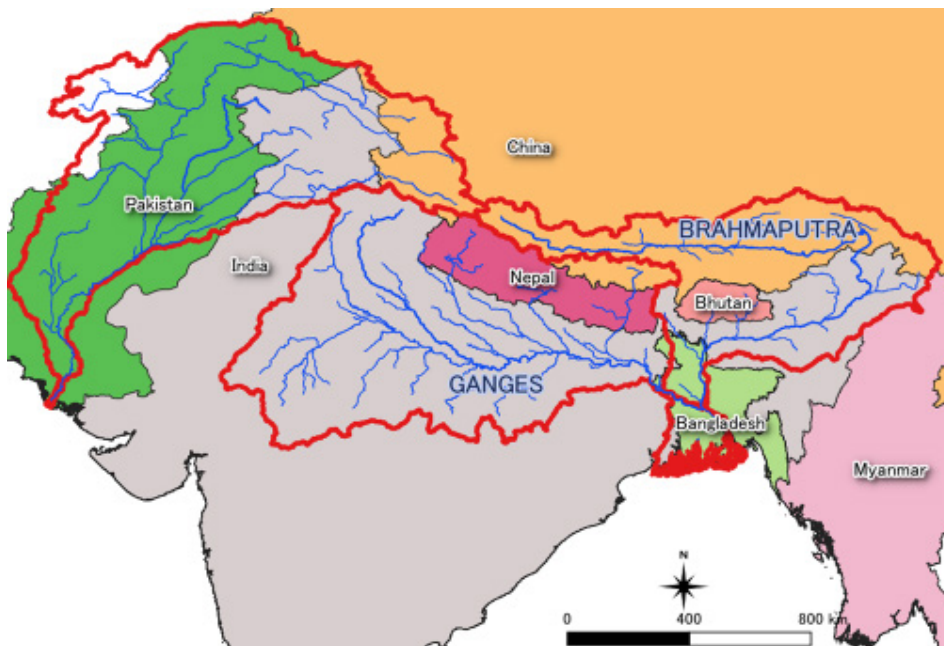 China
Pakistan
BRAHMAPUTRA
India
Nepal
Bhutan
GANGES
Bangladesh
Myanmar
N
0 400 800 km